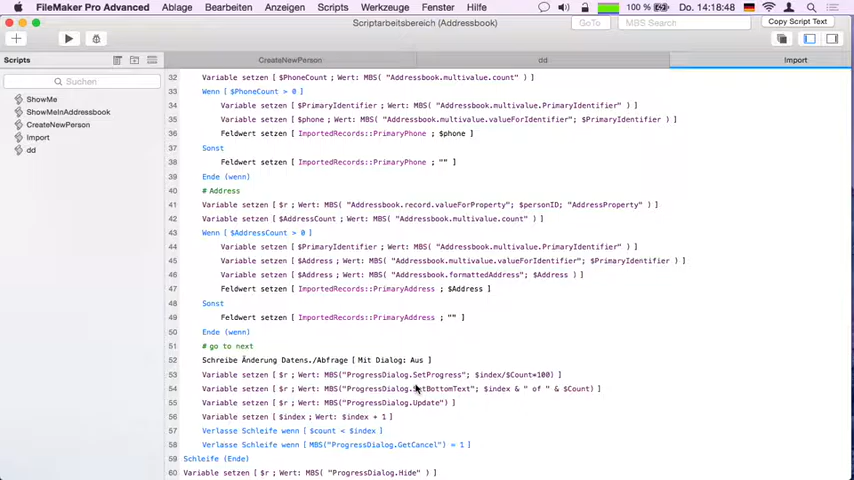 FileMaker Pro Advanced Ablage Bearbeiten Anzeigen Scripts Werkzeuge Fenster Hilfe 100 % Do. 14:18:48
Scriptarbeitsbereich (Addressbook) GoTo MBS Search Copy Script Text
Scripts CreateNewPerson dd Import
Suchen
ShowMe
ShowMeInAddressbook
CreateNewPerson
Import
dd
32 Variable setzen [ $PhoneCount ; Wert: MBS( "Addressbook.multivalue.count" ) ]
33 Wenn [ $PhoneCount > 0 ]
34 Variable setzen [ $PrimaryIdentifier ; Wert: MBS( "Addressbook.multivalue.PrimaryIdentifier" ) ]
35 Variable setzen [ $phone ; Wert: MBS( "Addressbook.multivalue.valueForIdentifier"; $PrimaryIdentifier ) ]
36 Feldwert setzen [ ImportedRecords::PrimaryPhone ; $phone ]
37 Sonst
38 Feldwert setzen [ ImportedRecords::PrimaryPhone ; "" ]
39 Ende (wenn)
40 # Address
41 Variable setzen [ $r ; Wert: MBS( "Addressbook.record.valueForProperty"; $personID; "AddressProperty" ) ]
42 Variable setzen [ $AddressCount ; Wert: MBS( "Addressbook.multivalue.count" ) ]
43 Wenn [ $AddressCount > 0 ]
44 Variable setzen [ $PrimaryIdentifier ; Wert: MBS( "Addressbook.multivalue.PrimaryIdentifier" ) ]
45 Variable setzen [ $Address ; Wert: MBS( "Addressbook.multivalue.valueForIdentifier"; $PrimaryIdentifier ) ]
46 Variable setzen [ $Address ; Wert: MBS( "Addressbook.formattedAddress"; $Address ) ]
47 Feldwert setzen [ ImportedRecords::PrimaryAddress ; $Address ]
48 Sonst
49 Feldwert setzen [ ImportedRecords::PrimaryAddress ; "" ]
50 Ende (wenn)
51 # go to next
52 Schreibe Änderung Datens./Abfrage [ Mit Dialog: Aus ]
53 Variable setzen [ $r ; Wert: MBS("ProgressDialog.SetProgress"; $index/$Count*100) ]
54 Variable setzen [ $r ; Wert: MBS("ProgressDialog.SetBottomText"; $index & " of " & $Count) ]
55 Variable setzen [ $r ; Wert: MBS("ProgressDialog.Update") ]
56 Variable setzen [ $index ; Wert: $index + 1 ]
57 Verlasse Schleife wenn [ $count < $index ]
58 Verlasse Schleife wenn [ MBS("ProgressDialog.GetCancel") = 1 ]
59 Schleife (Ende)
60 Variable setzen [ $r ; Wert: MBS( "ProgressDialog.Hide" ) ]